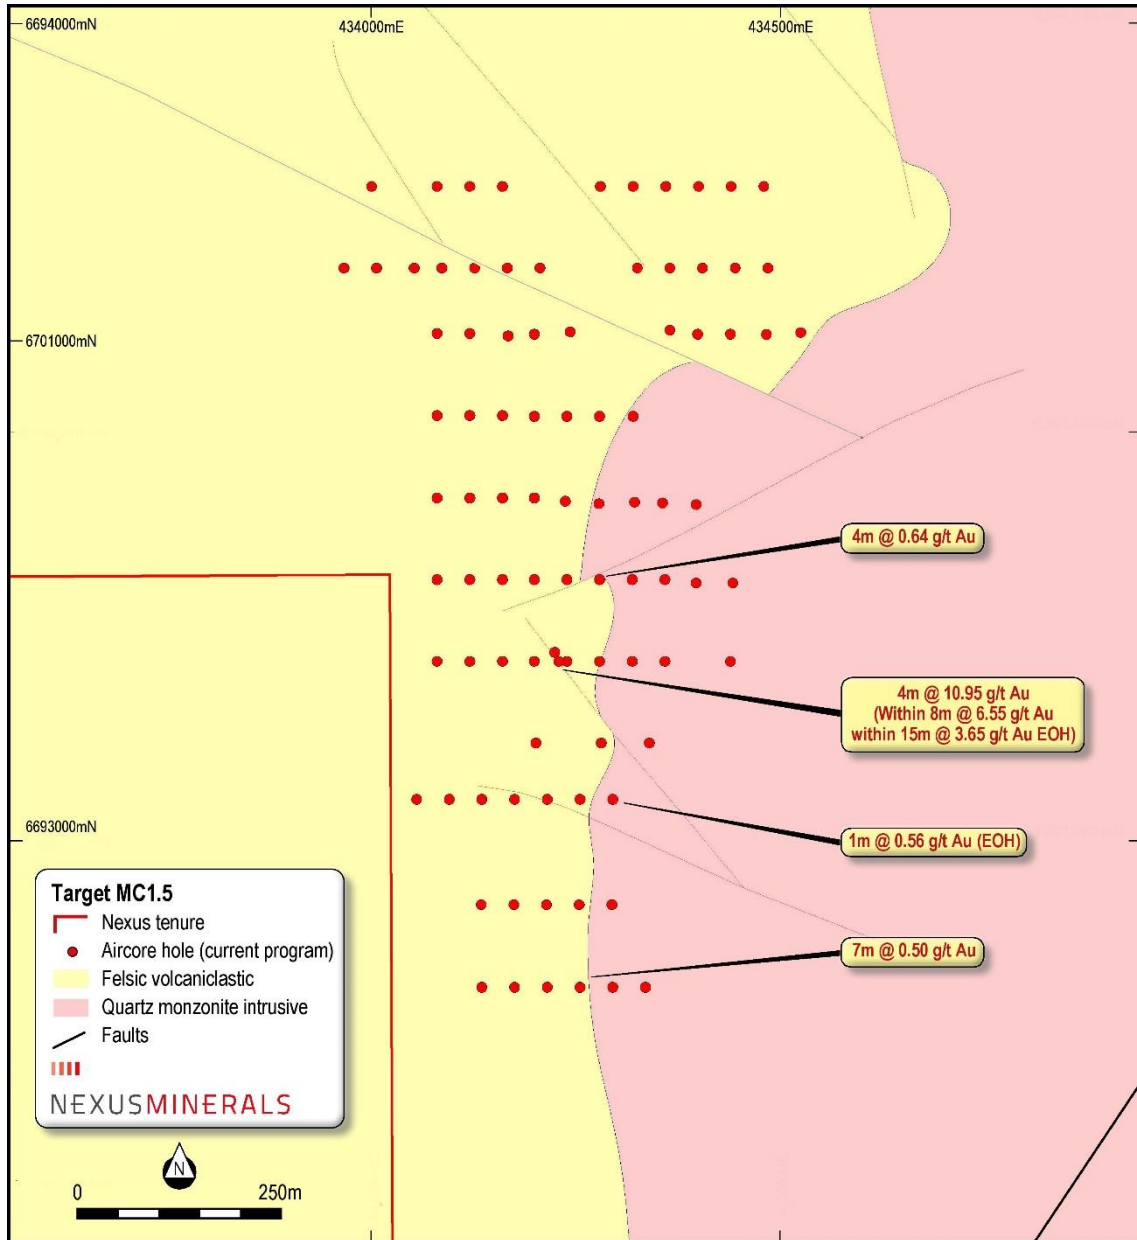 6694000mN
434000mE
434500mE
6701000mN
4m @ 0.64 g/t Au
4m @ 10.95 g/t Au
(Within 8m @ 6.55 g/t Au
within 15m @ 3.65 g/t Au EOH)
6693000mN
1m @ 0.56 g/t Au (EOH)
7m @ 0.50 g/t Au
Target MC1.5
Nexus tenure
Aircore hole (current program)
Felsic volcaniclastic
Quartz monzonite intrusive
Faults
NEXUSMINERALS
N
0
250m